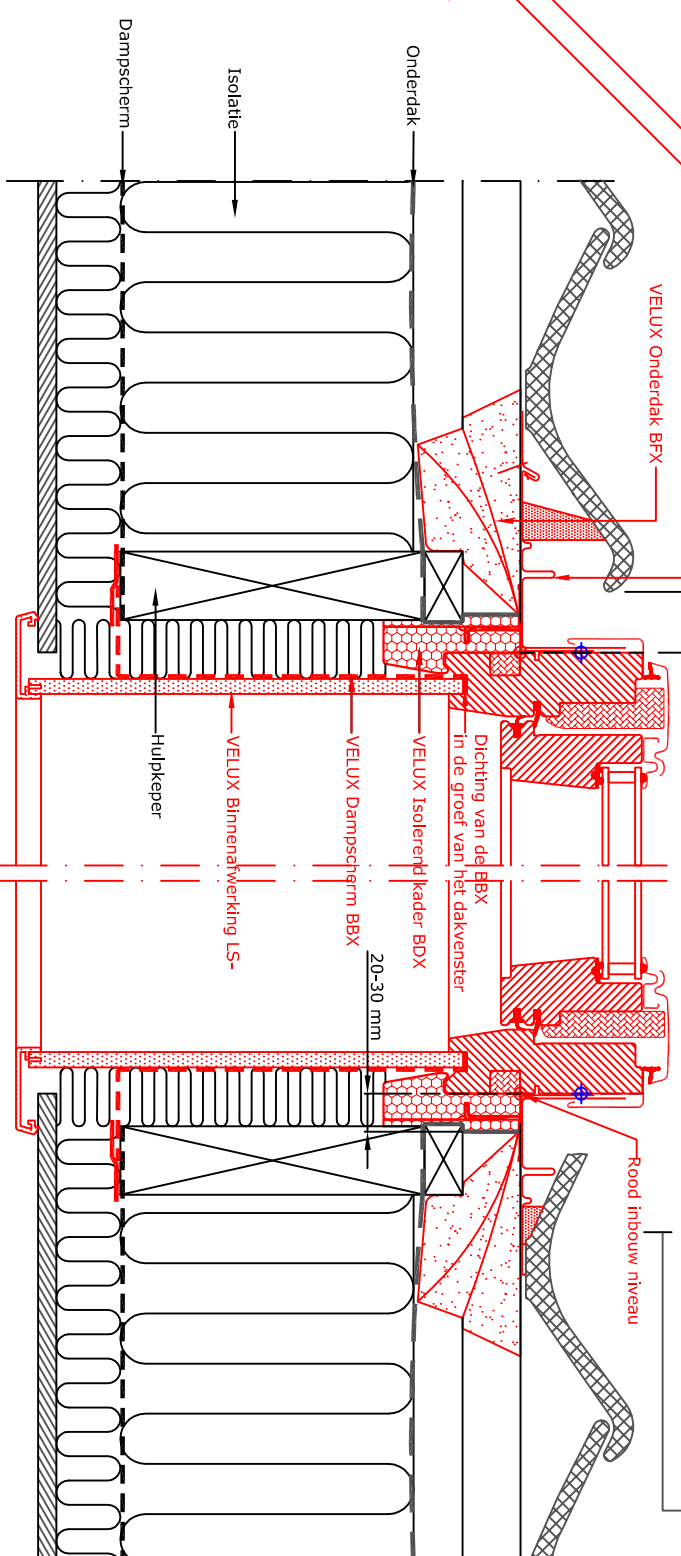 VELUX Onderdak BFX
Onderdak
Isolatie
Dampscherm
Dichting van de BBX
in de groef van het dakvenster
VELUX Isolerend kader BDX
VELUX Dampscherm BBX
VELUX Binnenafwerking LS-
Hulpkeper
20-30 mm
Rood inbouw niveau